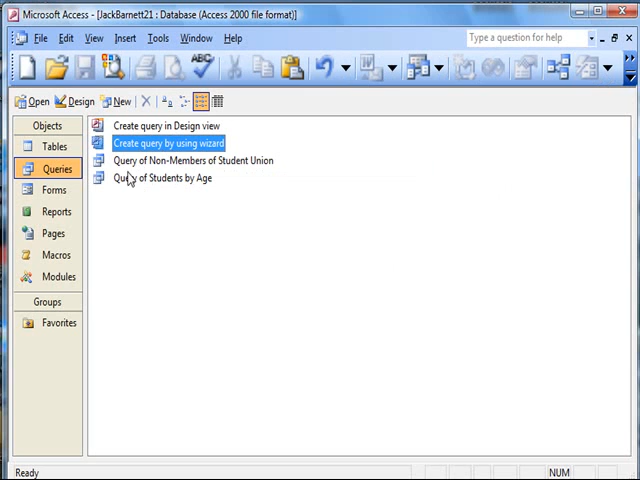 Microsoft Access - [JackBarnett21 : Database (Access 2000 file format)]
File Edit View Insert Tools Window Help Type a question for help
ABC
Open Design New
Objects
Tables
Queries
Forms
Reports
Pages
Macros
Modules
Groups
Favorites
Create query in Design view
Create query by using wizard
Query of Non-Members of Student Union
Query of Students by Age
Ready NUM